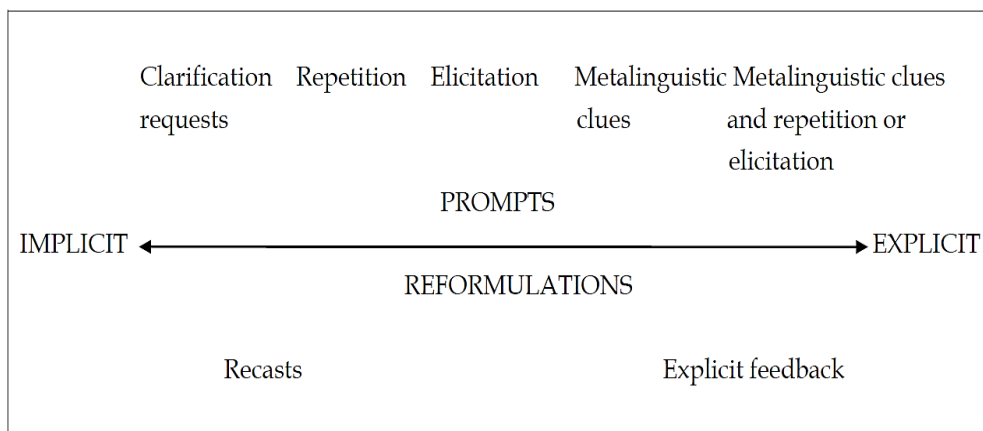 Clarification Repetition Elicitation Metalinguistic Metalinguistic clues
requests clues and repetition or
elicitation
PROMPTS
IMPLICIT EXPLICIT
REFORMULATIONS
Recasts Explicit feedback